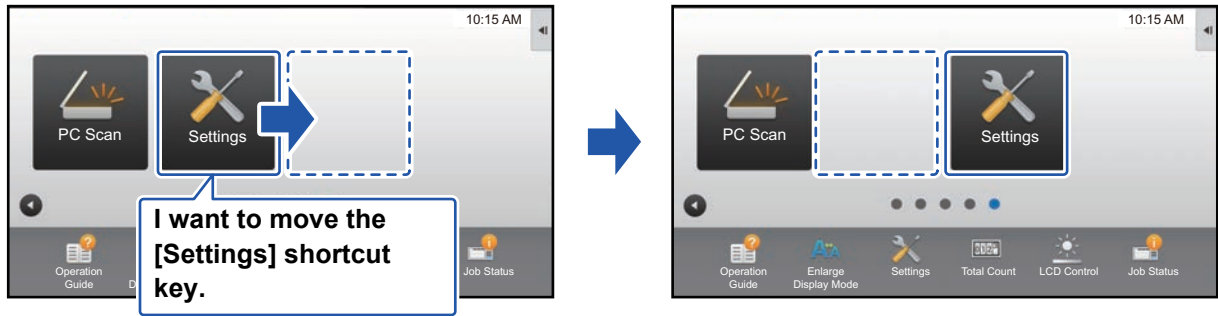 10:15 AM
PC Scan
Settings
I want to move the
[Settings] shortcut
key.
Operation
Guide
D
Job Status
10:15 AM
PC Scan
Settings
Operation
Guide
Enlarge
Display Mode
Settings
Total Count
LCD Control
Job Status